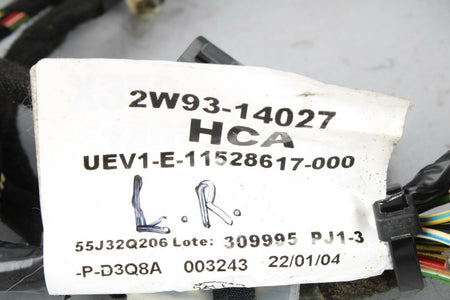 2W93-14027
HCA
UEV1-E-11528617-000
L.R.
55J32Q206 Lote: 309995 PJ1-3
-P-D3Q8A 003243 22/01/04